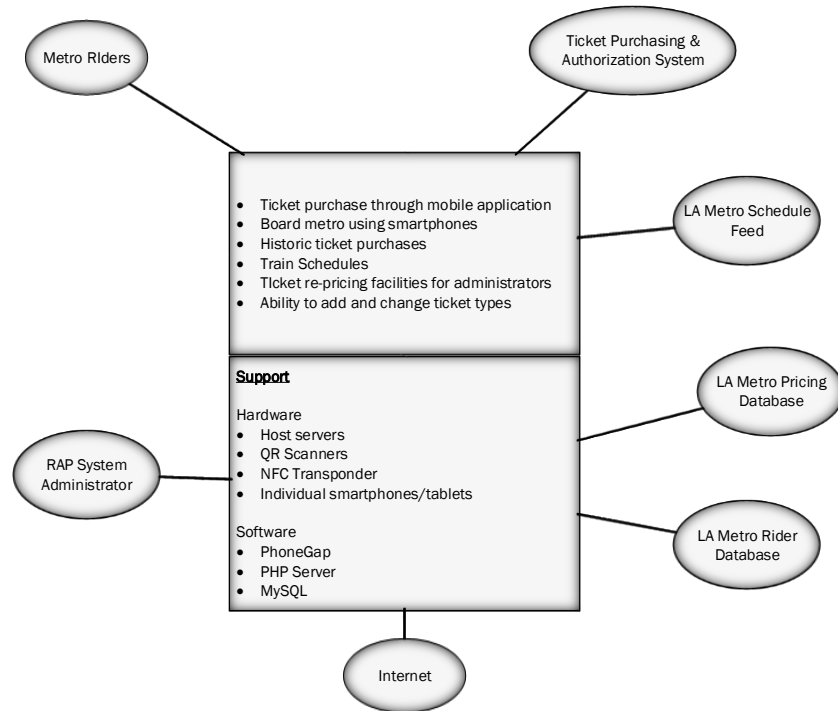 Metro RIders
Ticket Purchasing &
Authorization System
● Ticket purchase through mobile application
● Board metro using smartphones
● Historic ticket purchases
● Train Schedules
● TIcket re-pricing facilities for administrators
● Ability to add and change ticket types
LA Metro Schedule
Feed
Support
Hardware
● Host servers
● QR Scanners
● NFC Transponder
● Individual smartphones/tablets
Software
● PhoneGap
● PHP Server
● MySQL
LA Metro Pricing
Database
RAP System
Administrator
LA Metro Rider
Database
Internet